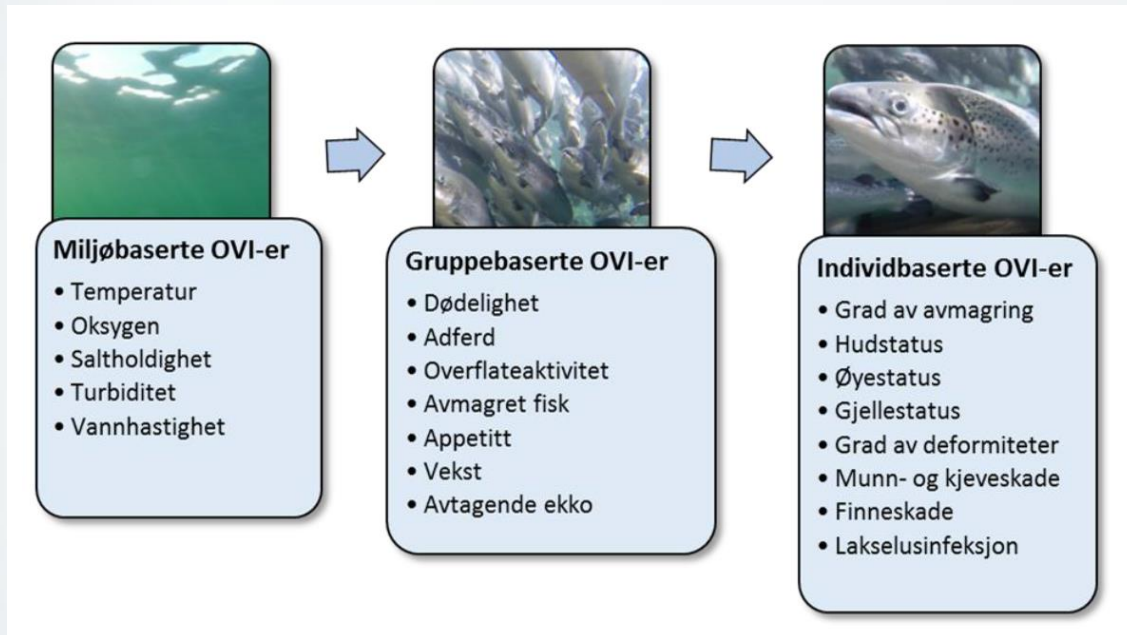 Miljøbaserte OVI-er
• Temperatur
• Oksygen
• Saltholdighet
• Turbiditet
• Vannhastighet
Gruppebaserte OVI-er
• Dødelighet
• Adferd
• Overflateaktivitet
• Avmagret fisk
• Appetitt
• Vekst
• Avtagende ekko
Individbaserte OVI-er
• Grad av avmagring
• Hudstatus
• Øyestatus
• Gjellestatus
• Grad av deformiteter
• Munn- og kjeveskade
• Finneskade
• Lakselusinfeksjon